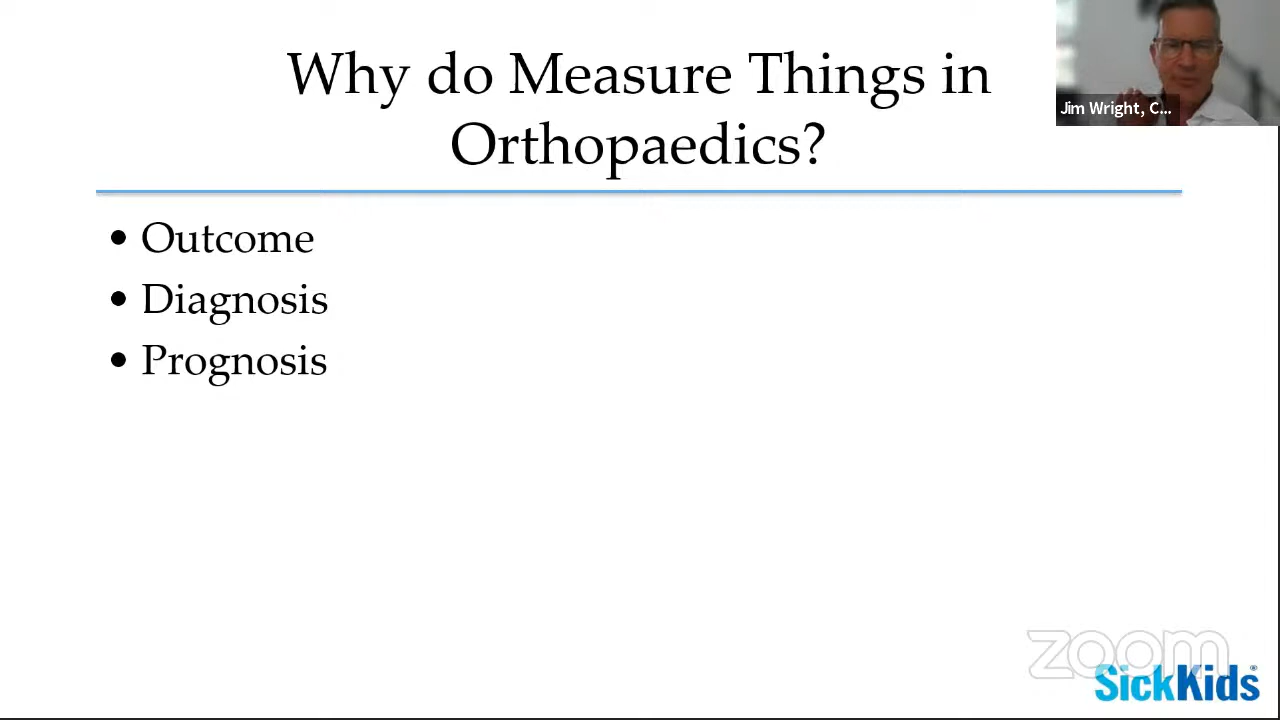 Why do Measure Things in
Orthopaedics?
Jim Wright, C...
• Outcome
• Diagnosis
• Prognosis
zoom
SickKids®